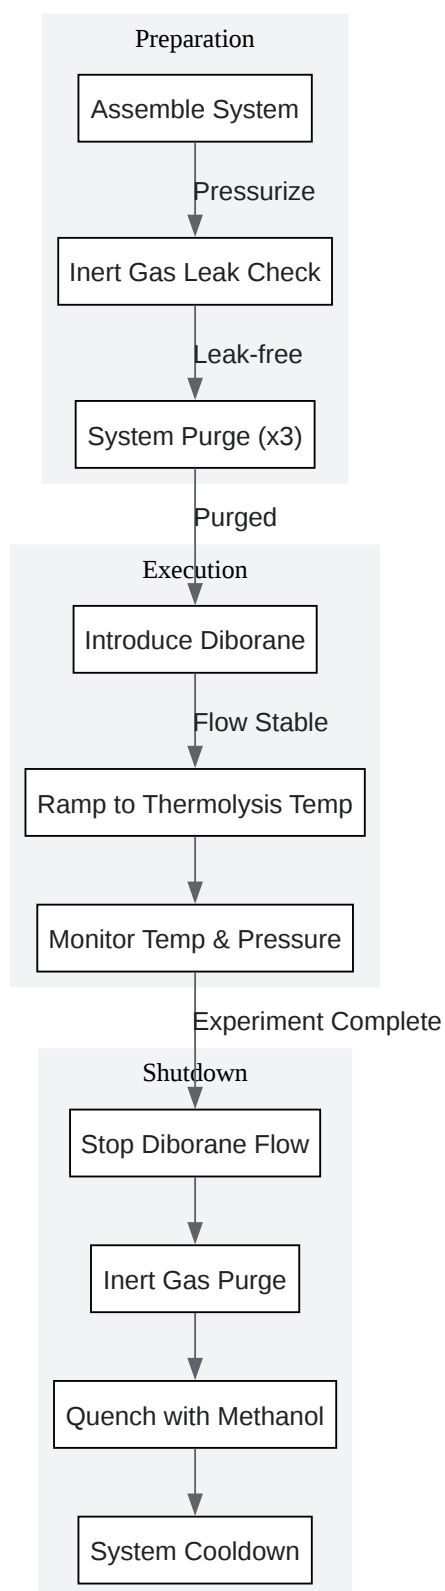 Preparation
Assemble System
Pressurize
Inert Gas Leak Check
Leak-free
System Purge (x3)
Purged
Execution
Introduce Diborane
Flow Stable
Ramp to Thermolysis Temp
Monitor Temp & Pressure
Experiment Complete
Shutdown
Stop Diborane Flow
Inert Gas Purge
Quench with Methanol
System Cooldown